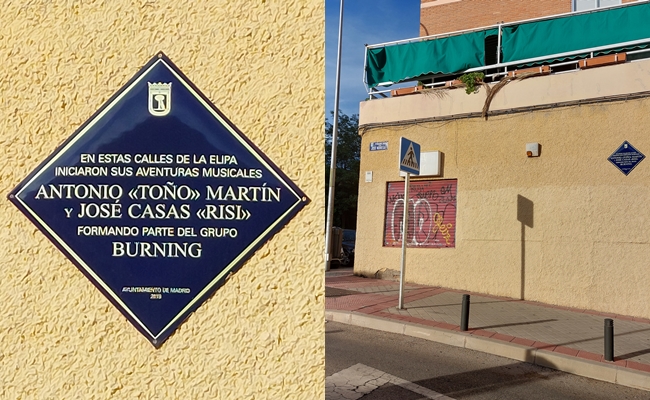 EN ESTAS CALLES DE LA ELIPA
INICIARON SUS AVENTURAS MUSICALES
ANTONIO «TOÑO» MARTÍN
Y JOSÉ CASAS «RISI»
FORMANDO PARTE DEL GRUPO
BURNING
AYUNTAMIENTO DE MADRID
2019